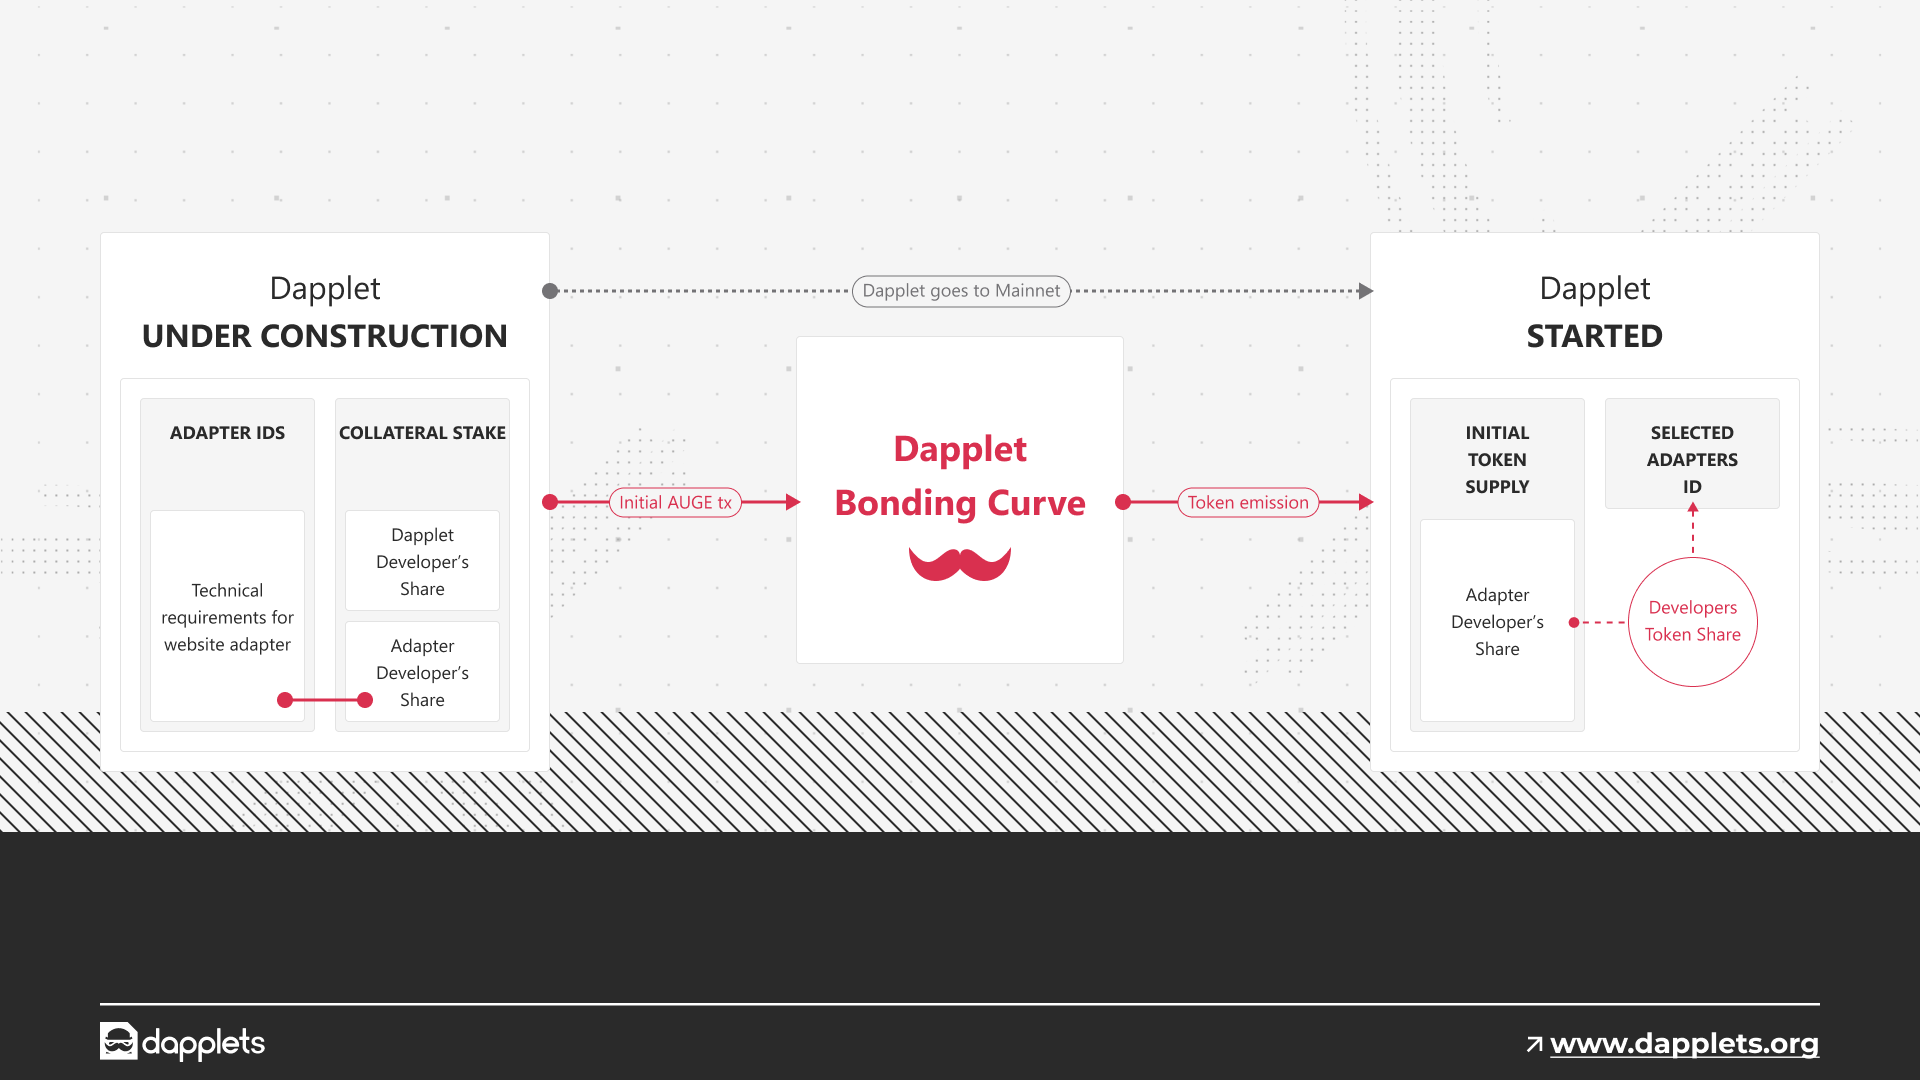 Dapplet
UNDER CONSTRUCTION
ADAPTER IDS
Technical
requirements for
website adapter
COLLATERAL STAKE
Dapplet
Developer’s
Share
Adapter
Developer’s
Share
Dapplet goes to Mainnet
Initial AUGE tx
Dapplet
Bonding Curve
Token emission
Dapplet
STARTED
INITIAL
TOKEN
SUPPLY
Adapter
Developer’s
Share
SELECTED
ADAPTERS
ID
Developers
Token Share
dapplets
www.dapplets.org